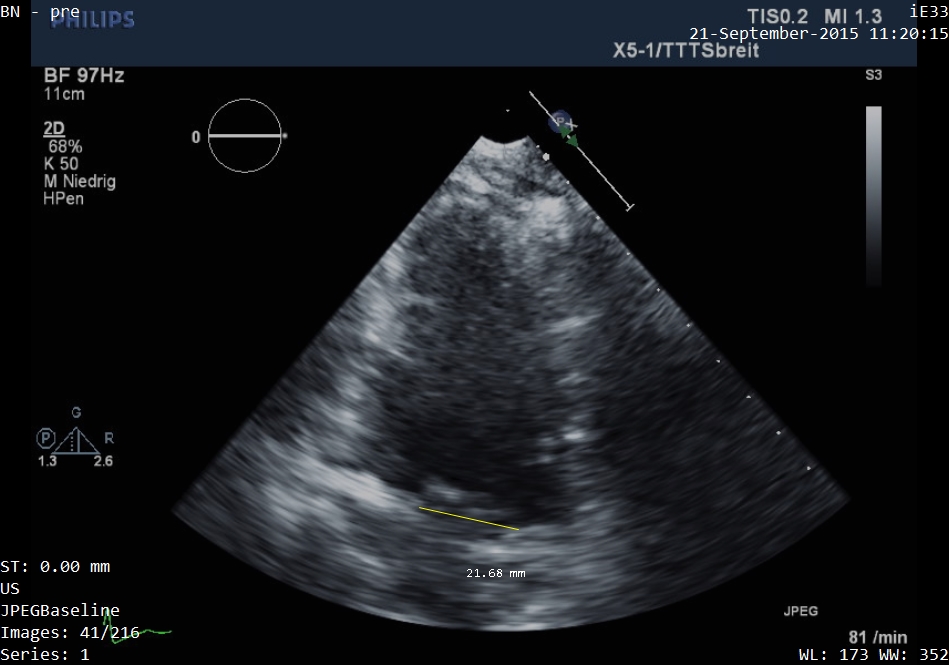 BN - pre
PHILIPS
TIS0.2 MI 1.3
iE33
21-September-2015 11:20:15
X5-1/TTTSbreit
BF 97Hz
11cm
S3
2D
68%
K 50
M Niedrig
HPen
0
P
G
P
R
1.3
2.6
21.68 mm
ST: 0.00 mm
US
JPEGBaseline
Images: 41/216
Series: 1
JPEG
81 /min
WL: 173 WW: 352